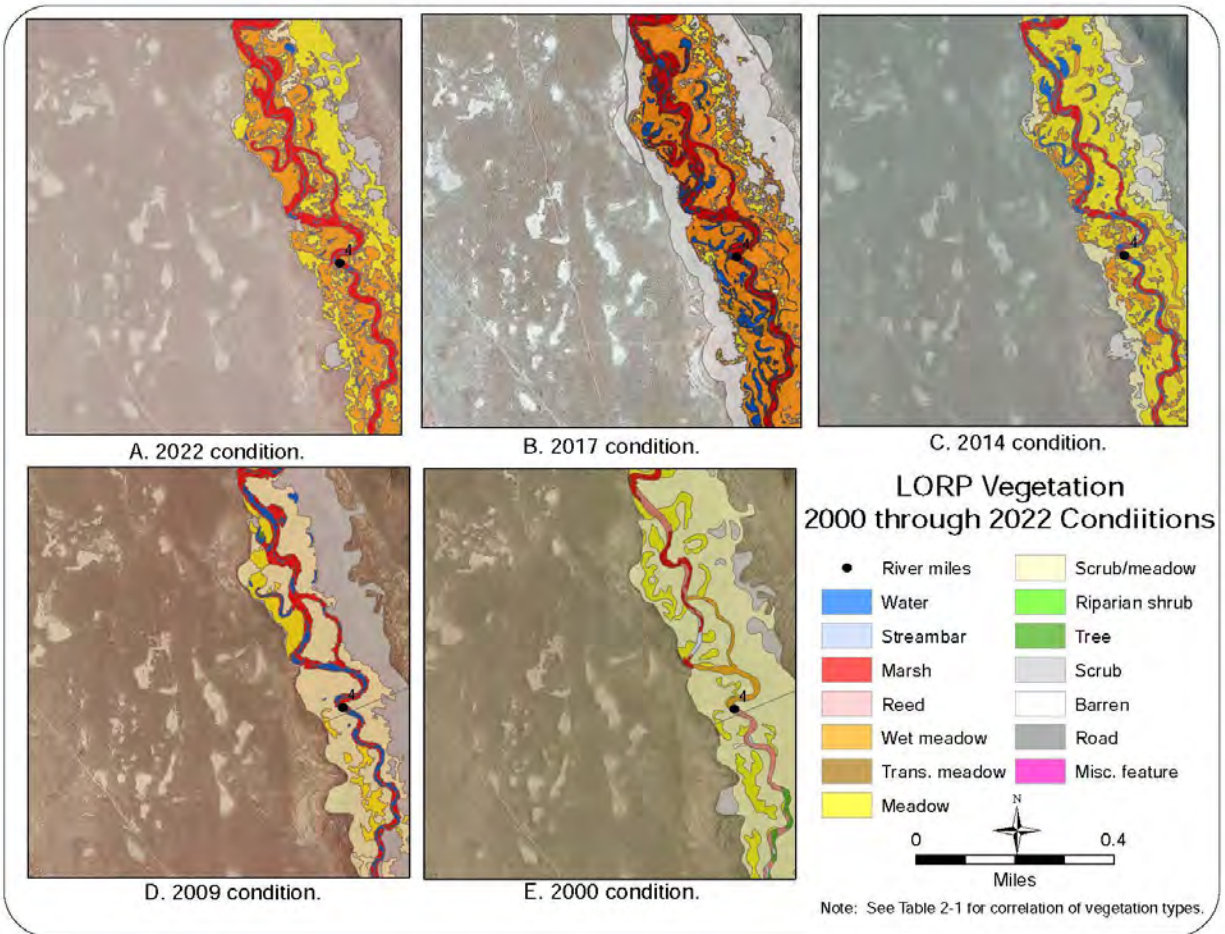 4
4
4
A. 2022 condition.
B. 2017 condition.
C. 2014 condition.
4
4
D. 2009 condition.
E. 2000 condition.
LORP Vegetation
2000 through 2022 Condiitions
River miles
Water
Streambar
Marsh
Reed
Wet meadow
Trans. meadow
Meadow
Scrub/meadow
Riparian shrub
Tree
Scrub
Barren
Road
Misc. feature
N
0 0.4
Miles
Note: See Table 2-1 for correlation of vegetation types.